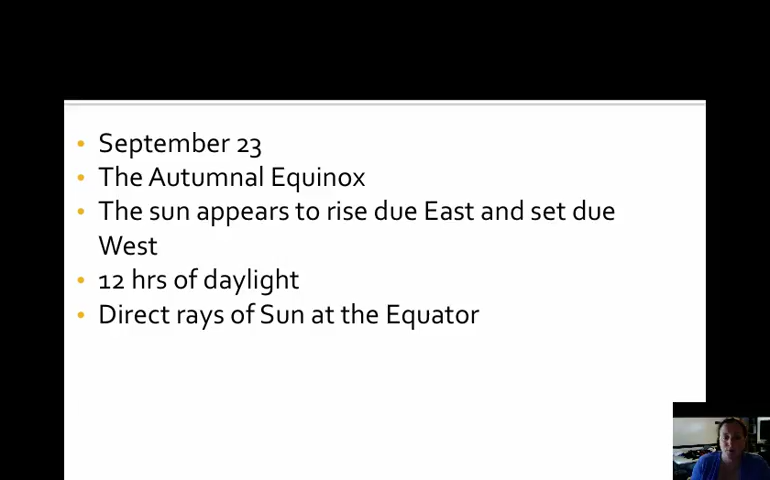 September 23
The Autumnal Equinox
The sun appears to rise due East and set due
West
12 hrs of daylight
Direct rays of Sun at the Equator